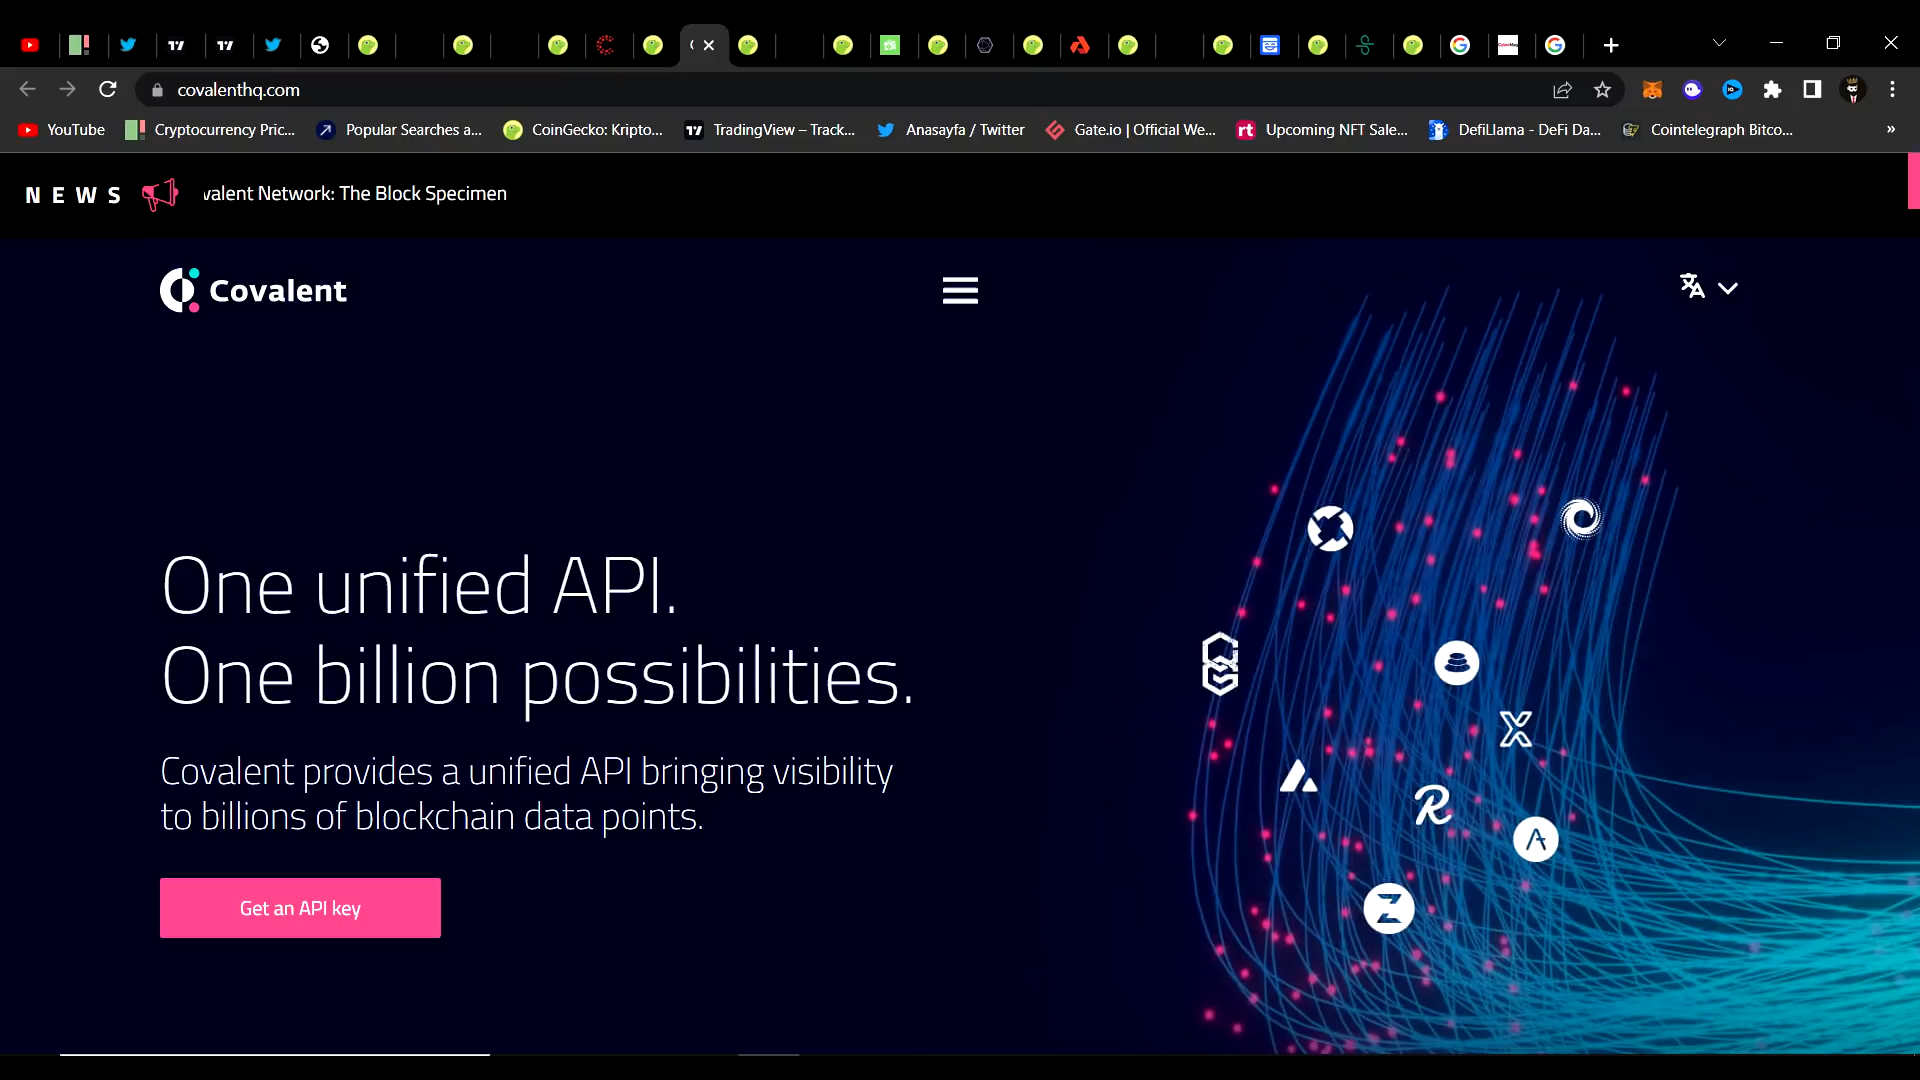 covalenthq.com
YouTube
Cryptocurrency Pric...
Popular Searches a...
CoinGecko: Kripto...
TradingView – Track...
Anasayfa / Twitter
Gate.io | Official We...
Upcoming NFT Sale...
DefiLlama - DeFi Da...
Cointelegraph Bitco...
»
NEWS
valent Network: The Block Specimen
Covalent
One unified API.
One billion possibilities.
Covalent provides a unified API bringing visibility
to billions of blockchain data points.
Get an API key